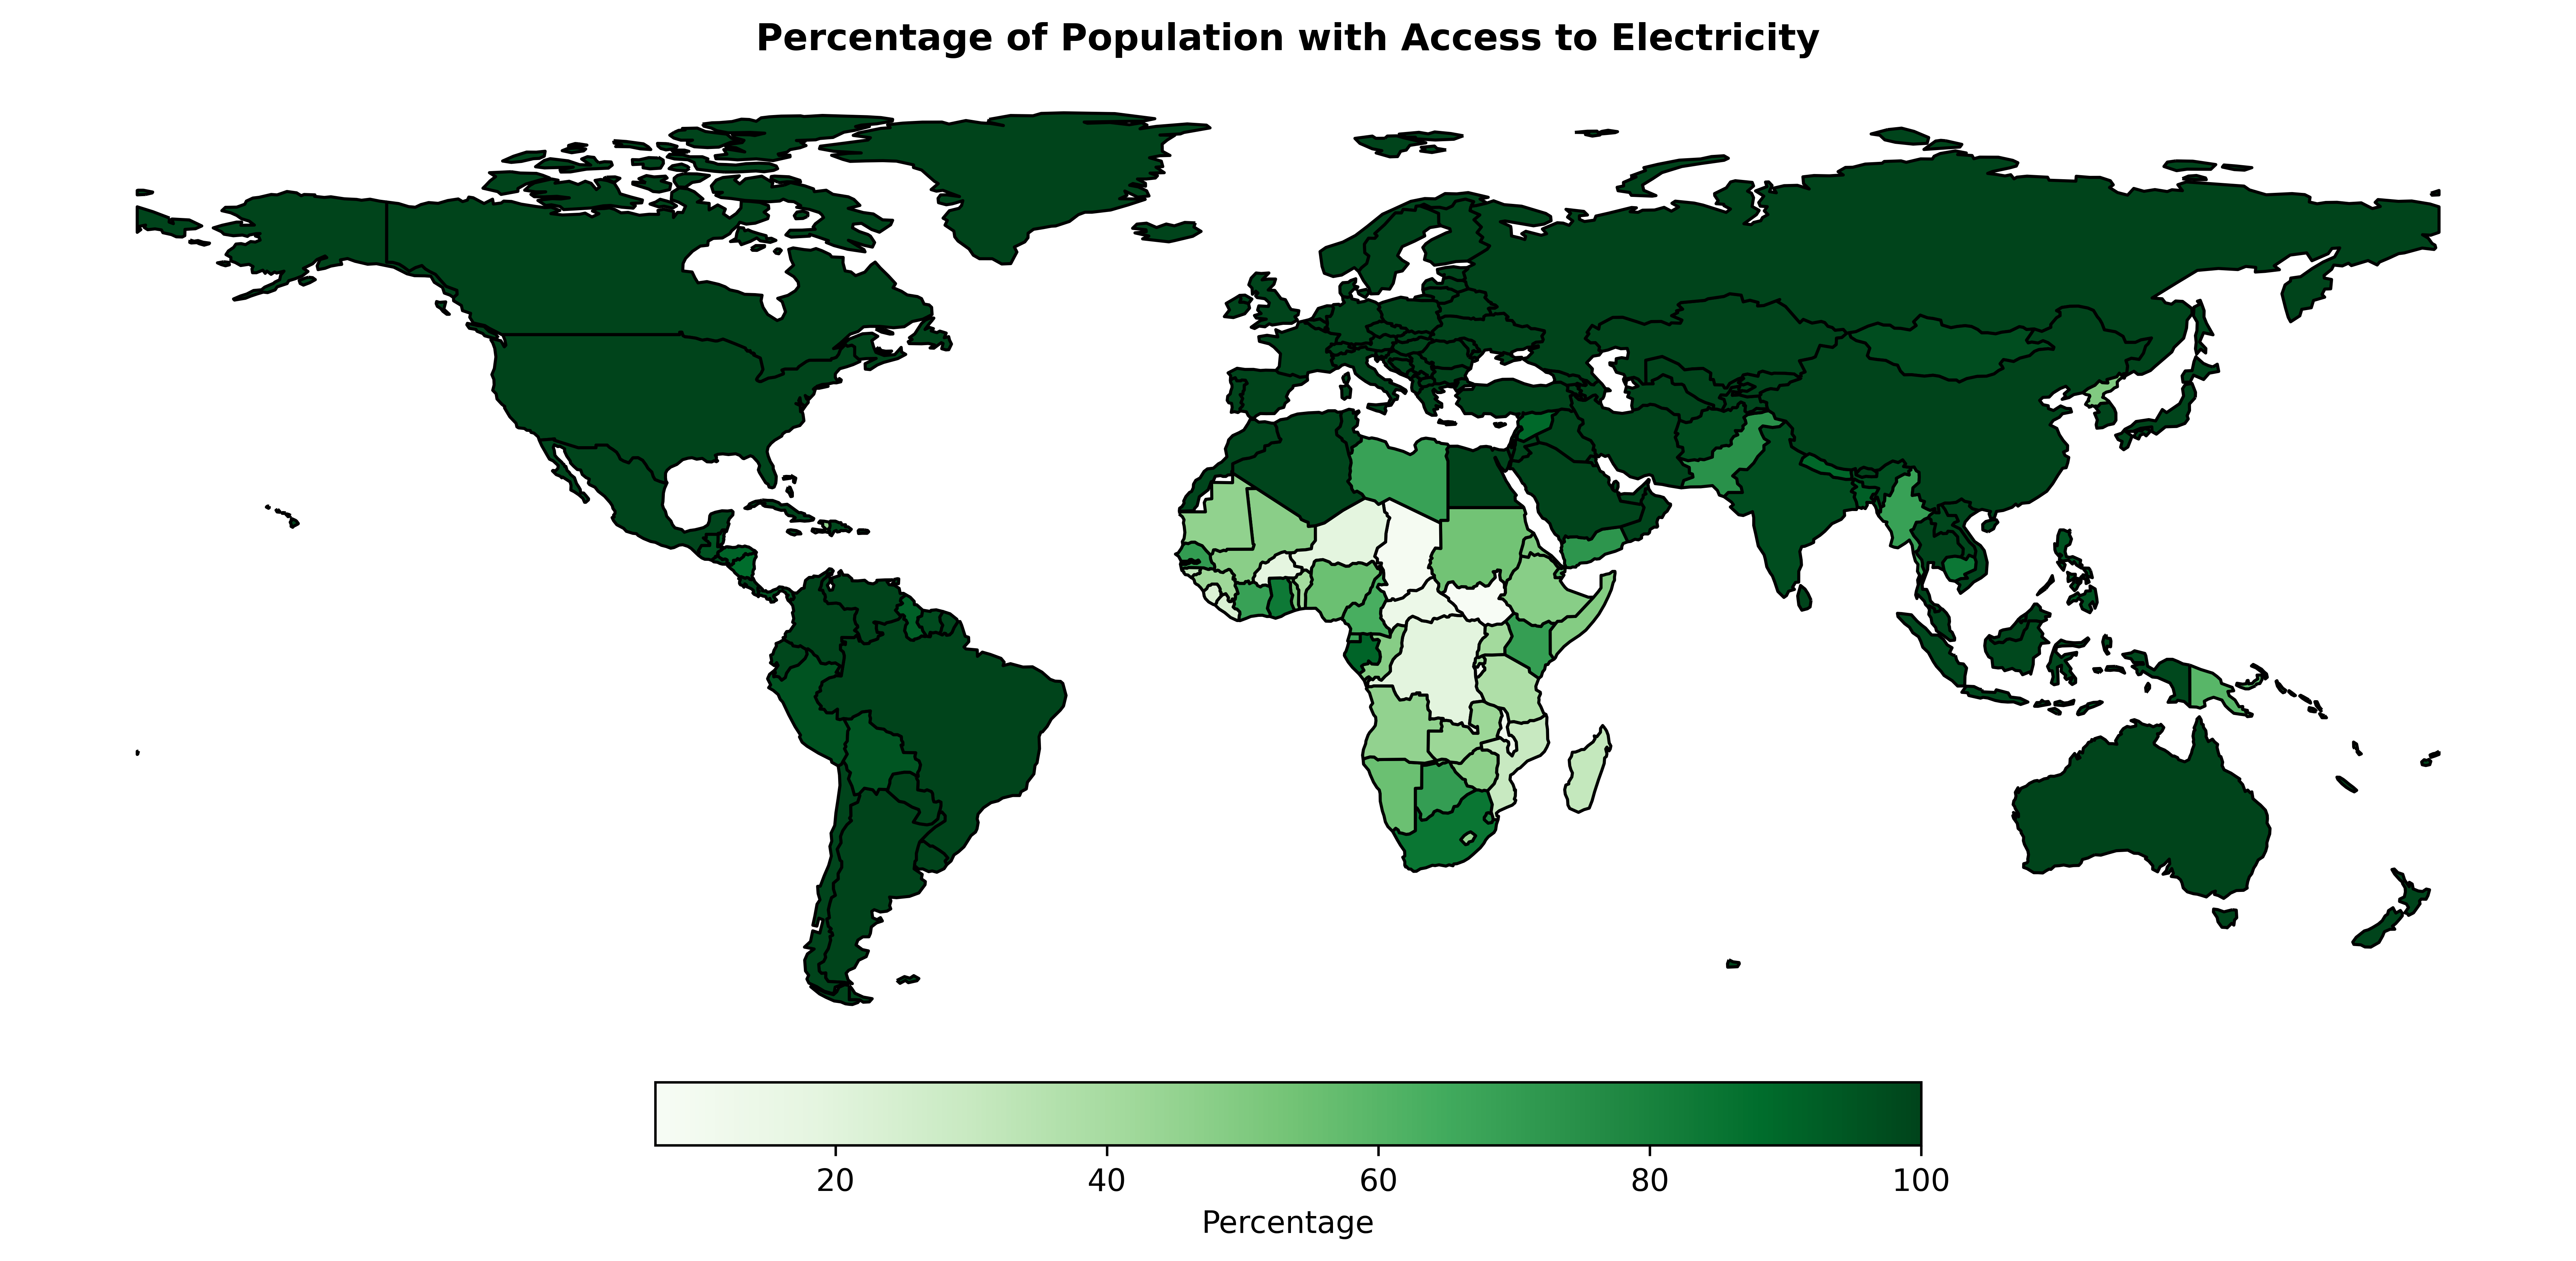 Percentage of Population with Access to Electricity
20 40 60 80 100
Percentage